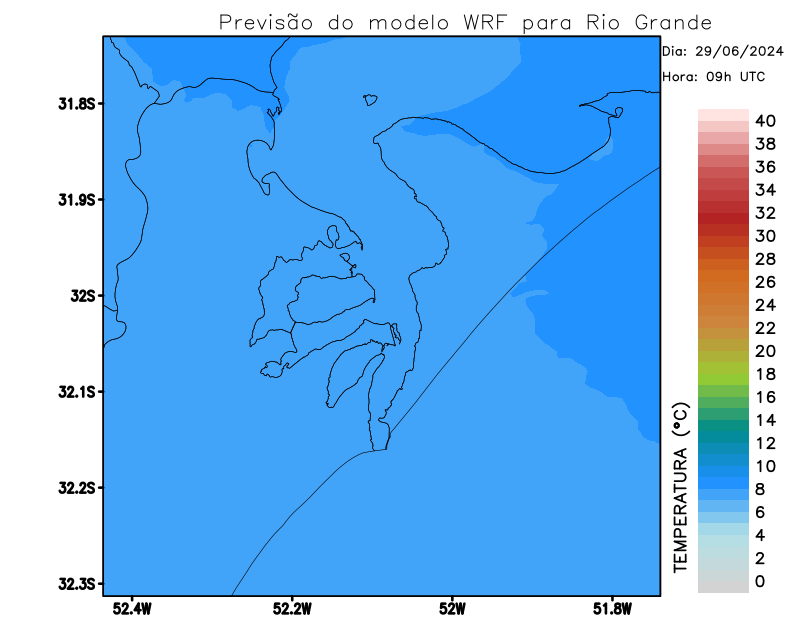 Previsão do modelo WRF para Rio Grande
Dia: 29/06/2024
Hora: 09h UTC
31.8S
31.9S
32S
32.1S
32.2S
32.3S
52.4W
52.2W
52W
51.8W
TEMPERATURA (°C)
40
38
36
34
32
30
28
26
24
22
20
18
16
14
12
10
8
6
4
2
0